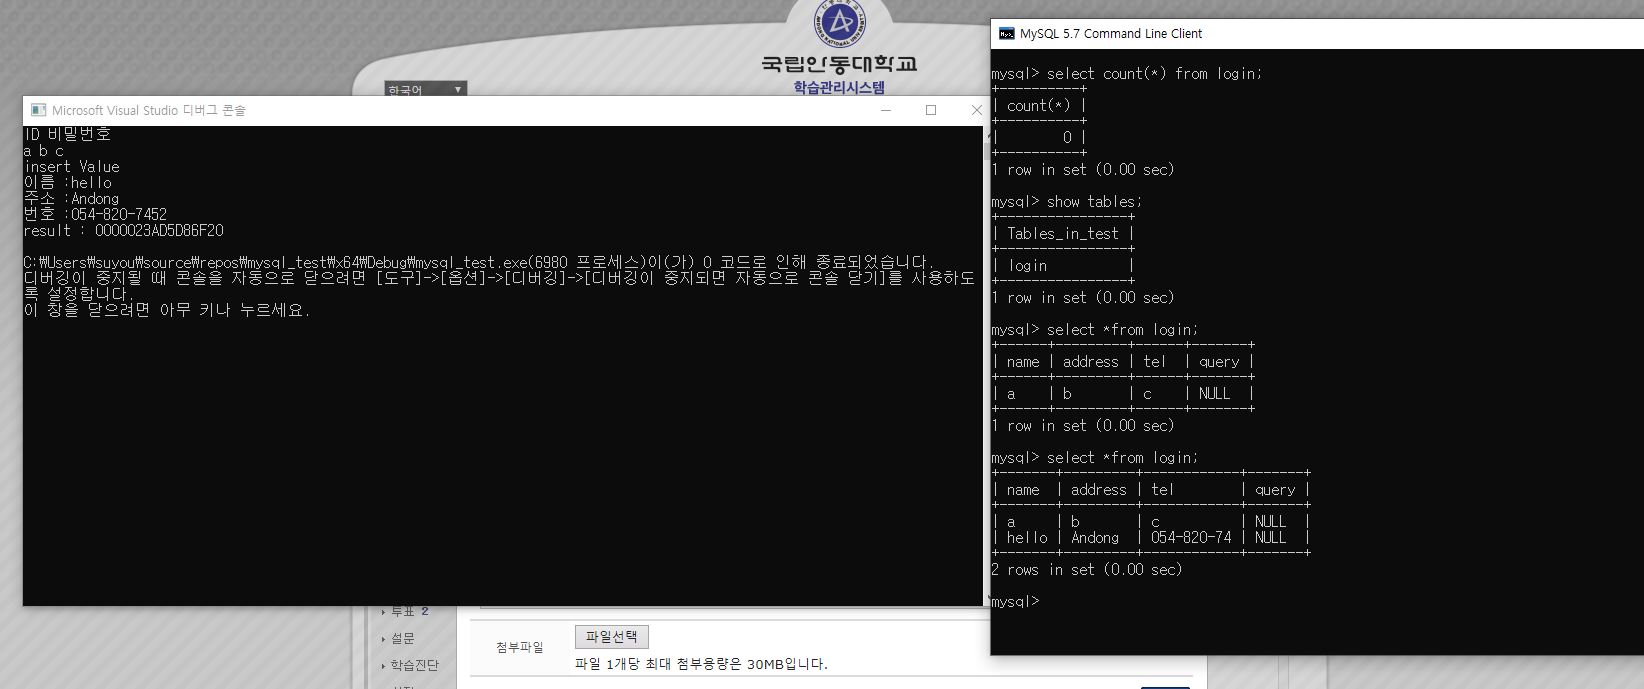 국립안동대학교
학습관리시스템
한국어
Microsoft Visual Studio 디버그 콘솔
ID 비밀번호
a b c
insert Value
이름 :hello
주소 :Andong
번호 :054-820-7452
result : 0000023AD5D86F20
C:₩Users₩suyou₩source₩repos₩mysql_test₩x64₩Debug₩mysql_test.exe(6980 프로세스)이(가) 0 코드로 인해 종료되었습니다.
디버깅이 중지될 때 콘솔을 자동으로 닫으려면 [도구]->[옵션]->[디버깅]->[디버깅이 중지되면 자동으로 콘솔 닫기]를 사용하도
록 설정합니다.
이 창을 닫으려면 아무 키나 누르세요.
투표 2
설문
학습진단
첨부파일
파일선택
파일 1개당 최대 첨부용량은 30MB입니다.
MySQL 5.7 Command Line Client
mysql> select count(*) from login;
+----------+
| count(*) |
+----------+
|        0 |
+----------+
1 row in set (0.00 sec)
mysql> show tables;
+----------------+
| Tables_in_test |
+----------------+
| login          |
+----------------+
1 row in set (0.00 sec)
mysql> select *from login;
+------+---------+------+-------+
| name | address | tel  | query |
+------+---------+------+-------+
| a    | b       | c    | NULL  |
+------+---------+------+-------+
1 row in set (0.00 sec)
mysql> select *from login;
+-------+---------+------------+-------+
| name  | address | tel        | query |
+-------+---------+------------+-------+
| a     | b       | c          | NULL  |
| hello | Andong  | 054-820-74 | NULL  |
+-------+---------+------------+-------+
2 rows in set (0.00 sec)
mysql>